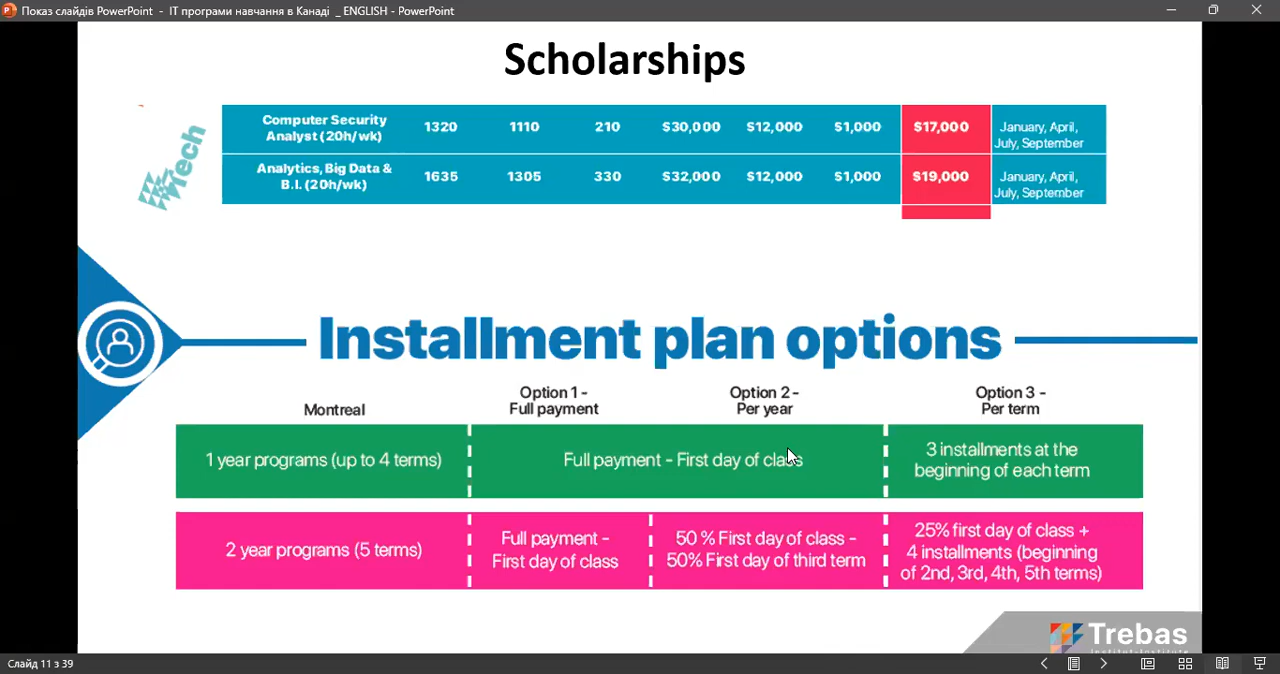 Показ слайдів PowerPoint - ІТ програми навчання в Канаді _ ENGLISH - PowerPoint
Scholarships
Tech
Computer Security Analyst (20h/wk) 1320 1110 210 $30,000 $12,000 $1,000 $17,000 January, April, July, September
Analytics, Big Data & B.I. (20h/wk) 1635 1305 330 $32,000 $12,000 $1,000 $19,000 January, April, July, September
Installment plan options
Montreal
Option 1 -
Full payment
Option 2 -
Per year
Option 3 -
Per term
1 year programs (up to 4 terms)
Full payment - First day of class
3 installments at the
beginning of each term
2 year programs (5 terms)
Full payment -
First day of class
50 % First day of class -
50% First day of third term
25% first day of class +
4 installments (beginning
of 2nd, 3rd, 4th, 5th terms)
Trebas
Institut-Institute
Слайд 11 з 39